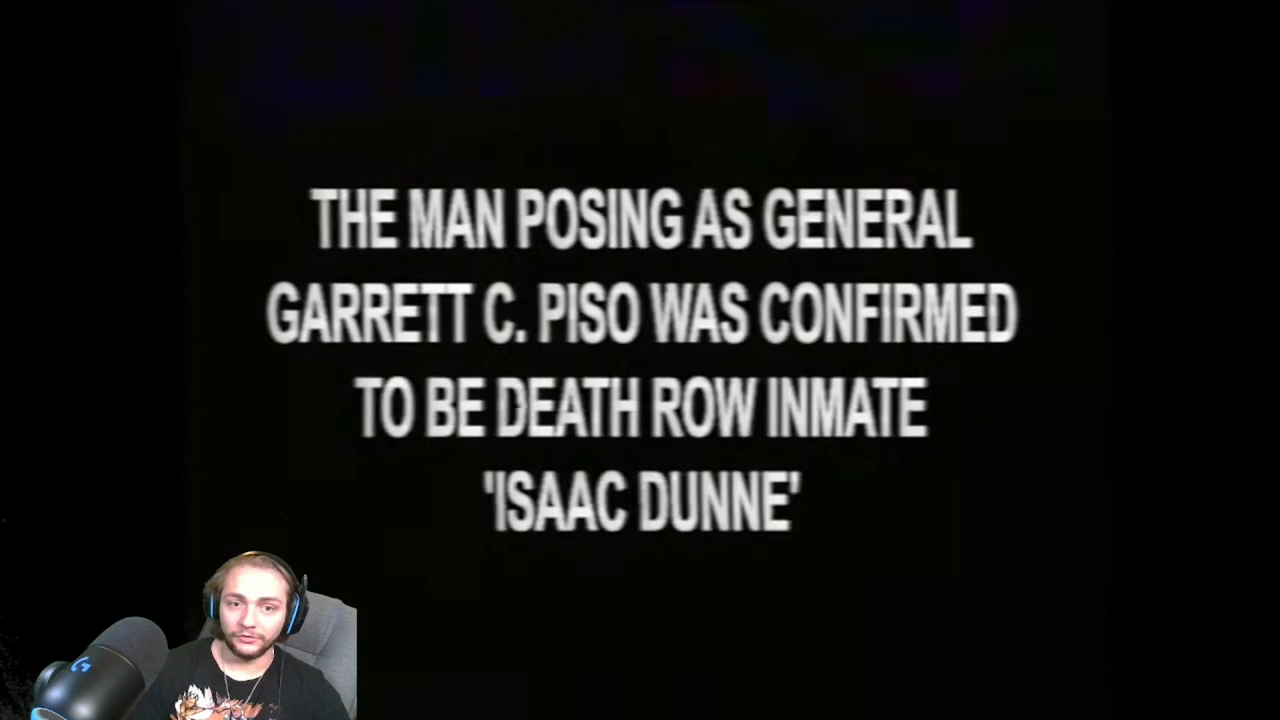 THE MAN POSING AS GENERAL
GARRETT C. PISO WAS CONFIRMED
TO BE DEATH ROW INMATE
'ISAAC DUNNE'